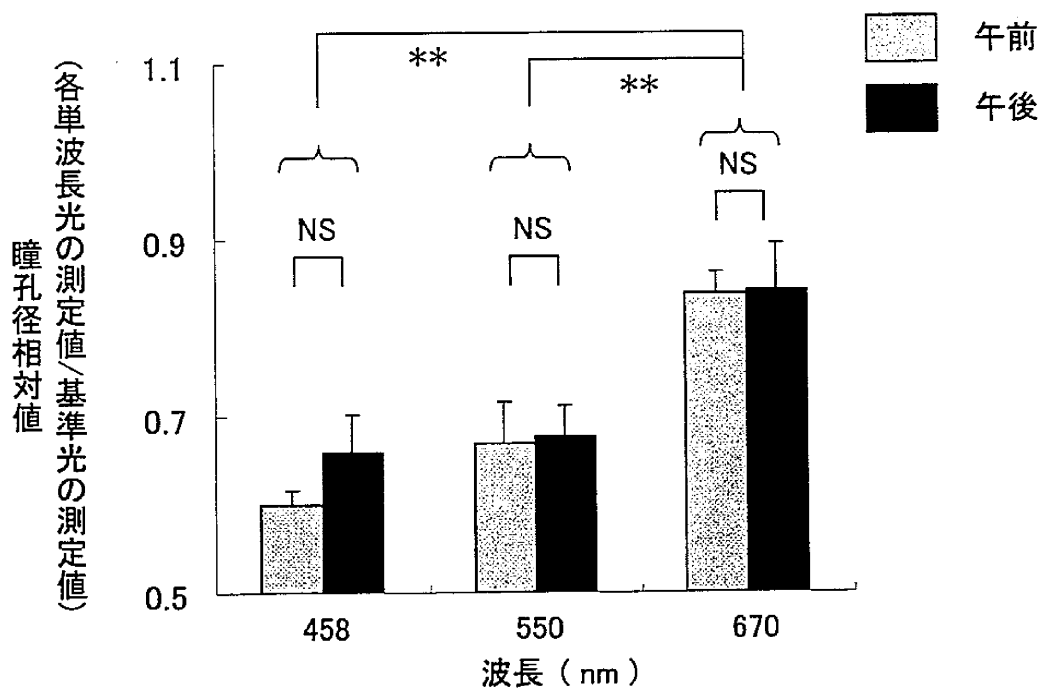 午前
午後
**
**
NS
NS
NS
1.1
0.9
0.7
0.5
瞳孔径相対値
(各単波長光の測定値/基準光の測定値)
458
550
670
波長(nm)